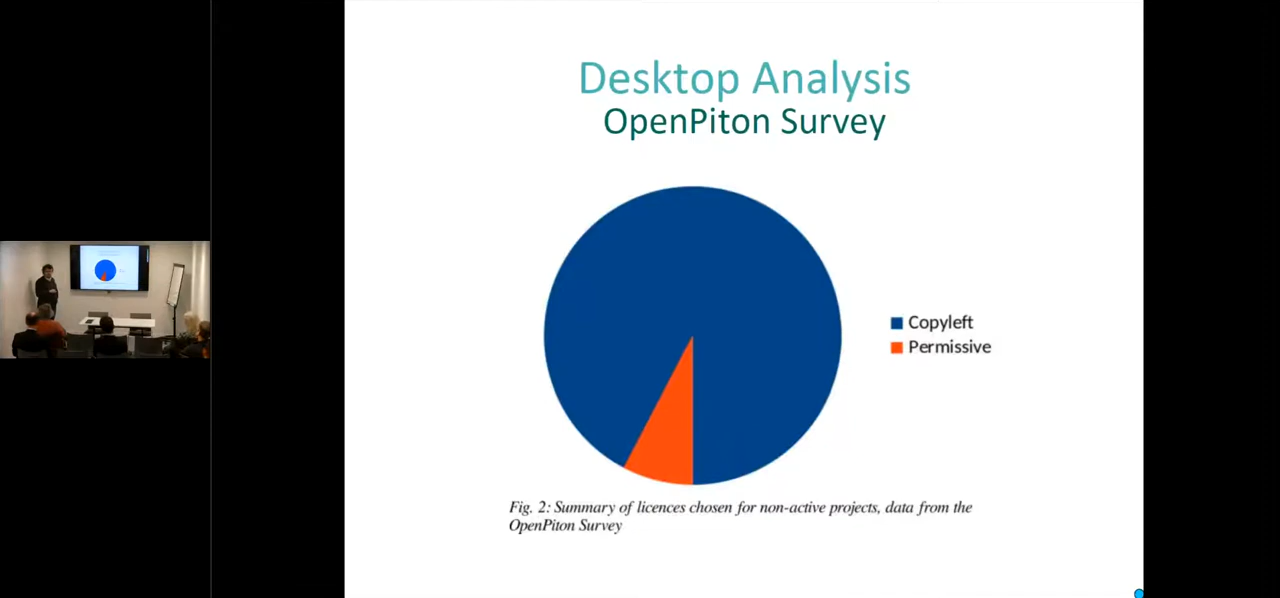 Desktop Analysis
OpenPiton Survey
Copyleft
Permissive
Fig. 2: Summary of licences chosen for non-active projects, data from the
OpenPiton Survey